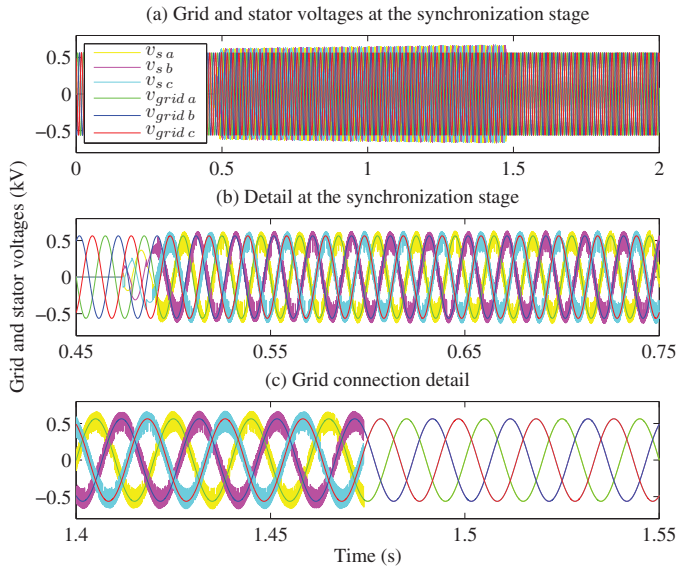 (a) Grid and stator voltages at the synchronization stage
0.5
0
−0.5
v_{s a}
v_{s b}
v_{s c}
v_{grid a}
v_{grid b}
v_{grid c}
0 0.5 1 1.5 2
(b) Detail at the synchronization stage
0.5
0
−0.5
0.45 0.55 0.65 0.75
Grid and stator voltages (kV)
(c) Grid connection detail
0.5
0
−0.5
1.4 1.45 1.5 1.55
Time (s)